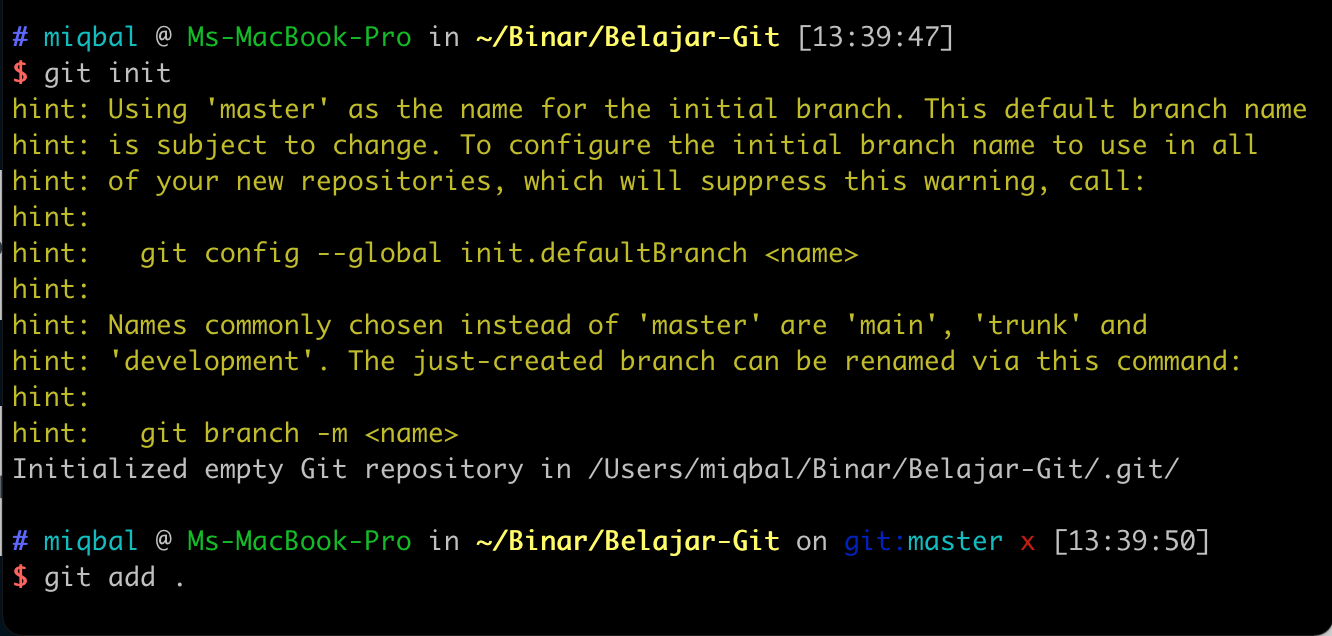 # miqbal @ Ms-MacBook-Pro in ~/Binar/Belajar-Git [13:39:47]
$ git init
hint: Using 'master' as the name for the initial branch. This default branch name
hint: is subject to change. To configure the initial branch name to use in all
hint: of your new repositories, which will suppress this warning, call:
hint:
hint:   git config --global init.defaultBranch <name>
hint:
hint: Names commonly chosen instead of 'master' are 'main', 'trunk' and
hint: 'development'. The just-created branch can be renamed via this command:
hint:
hint:   git branch -m <name>
Initialized empty Git repository in /Users/miqbal/Binar/Belajar-Git/.git/
# miqbal @ Ms-MacBook-Pro in ~/Binar/Belajar-Git on git:master x [13:39:50]
$ git add .